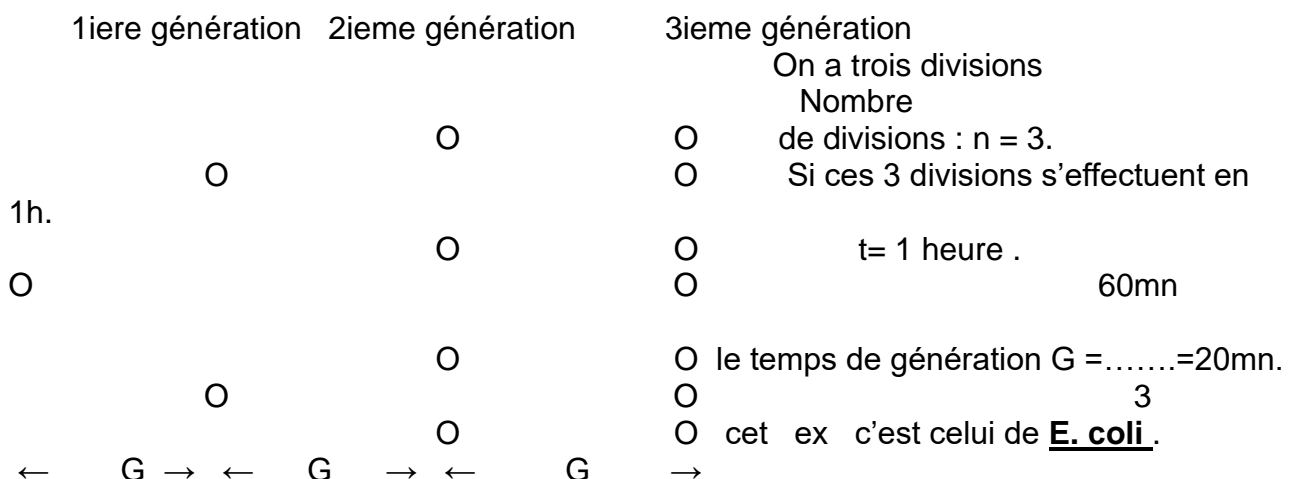 1iere génération 2ieme génération 3ieme génération
On a trois divisions
Nombre
O O de divisions : n = 3.
O O Si ces 3 divisions s’effectuent en
1h.
O O t= 1 heure .
O O 60mn
O O le temps de génération G =…….=20mn.
O O 3
O O cet ex c’est celui de E. coli .
← G → ← G → ← G →